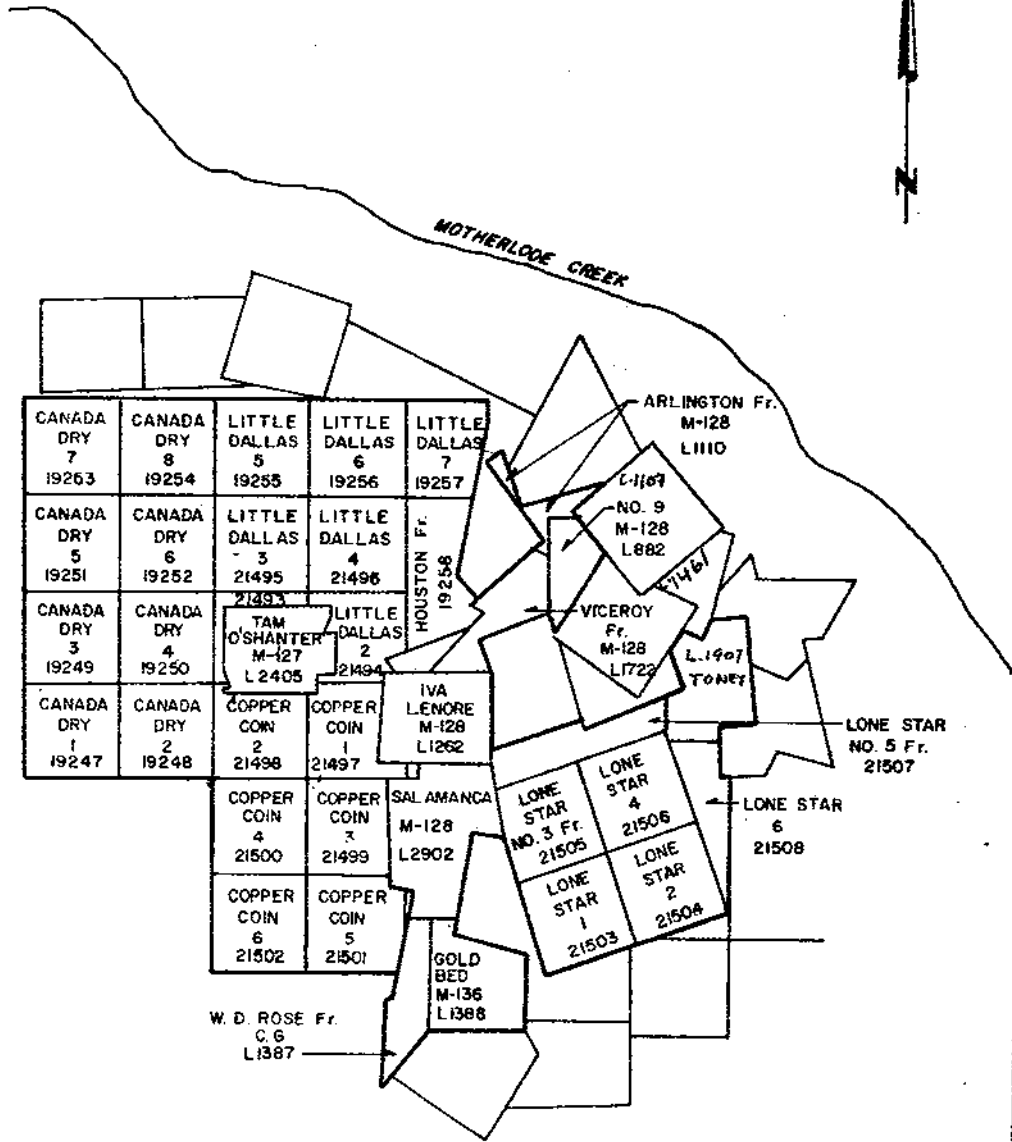 N
MOTHERLODE CREEK
CANADA
DRY
7
19253
CANADA
DRY
8
19254
LITTLE
DALLAS
5
19255
LITTLE
DALLAS
6
19256
LITTLE
DALLAS
7
19257
ARLINGTON Fr.
M-128
L1110
L-1107
NO. 9
M-128
L882
CANADA
DRY
5
19251
CANADA
DRY
6
19252
LITTLE
DALLAS
3
21495
LITTLE
DALLAS
4
21496
HOUSTON Fr.
19258
CANADA
DRY
3
19249
CANADA
DRY
4
19250
21493
TAM
O'SHANTER
M-127
L2405
LITTLE
DALLAS
2
21494
VICEROY
Fr.
M-128
L1722
L.1907
TONEY
CANADA
DRY
1
19247
CANADA
DRY
2
19248
COPPER
COIN
2
21498
COPPER
COIN
1
21497
IVA
LENORE
M-128
L1262
LONE STAR
NO. 5 Fr.
21507
COPPER
COIN
4
21500
COPPER
COIN
3
21499
SALAMANCA
M-128
L2902
LONE
STAR
NO. 3 Fr.
21505
LONE
STAR
4
21506
LONE STAR
6
21508
COPPER
COIN
6
21502
COPPER
COIN
5
21501
LONE
STAR
1
21503
LONE
STAR
2
21504
GOLD
BED
M-136
L1388
W. D. ROSE Fr.
C.G
L1387